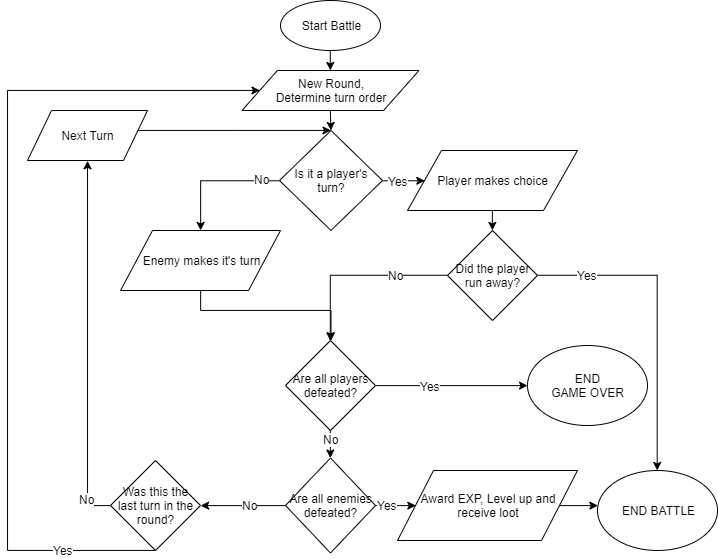 Start Battle
New Round,
Determine turn order
Next Turn
Is it a player's
turn?
No
Yes
Player makes choice
Enemy makes it's turn
Did the player
run away?
No
Yes
Are all players
defeated?
Yes
END
GAME OVER
No
Was this the
last turn in the
round?
No
Are all enemies
defeated?
No
Yes
Award EXP, Level up and
receive loot
END BATTLE
Yes